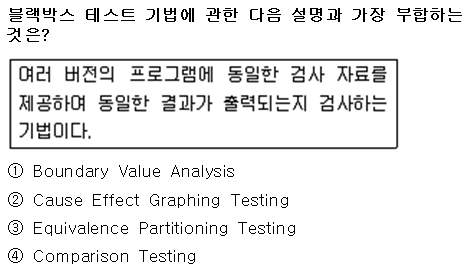 블랙박스 테스트 기법에 관한 다음 설명과 가장 부합하는
것은?
여러 버전의 프로그램에 동일한 검사 자료를
제공하여 동일한 결과가 출력되는지 검사하는
기법이다.
① Boundary Value Analysis
② Cause Effect Graphing Testing
③ Equivalence Partitioning Testing
④ Comparison Testing